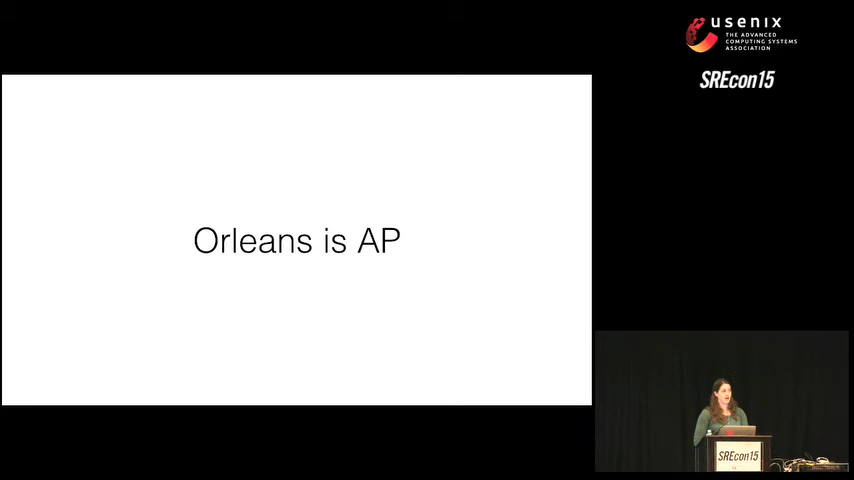 usenix
THE ADVANCED
COMPUTING SYSTEMS
ASSOCIATION
SREcon15
Orleans is AP
SREcon15